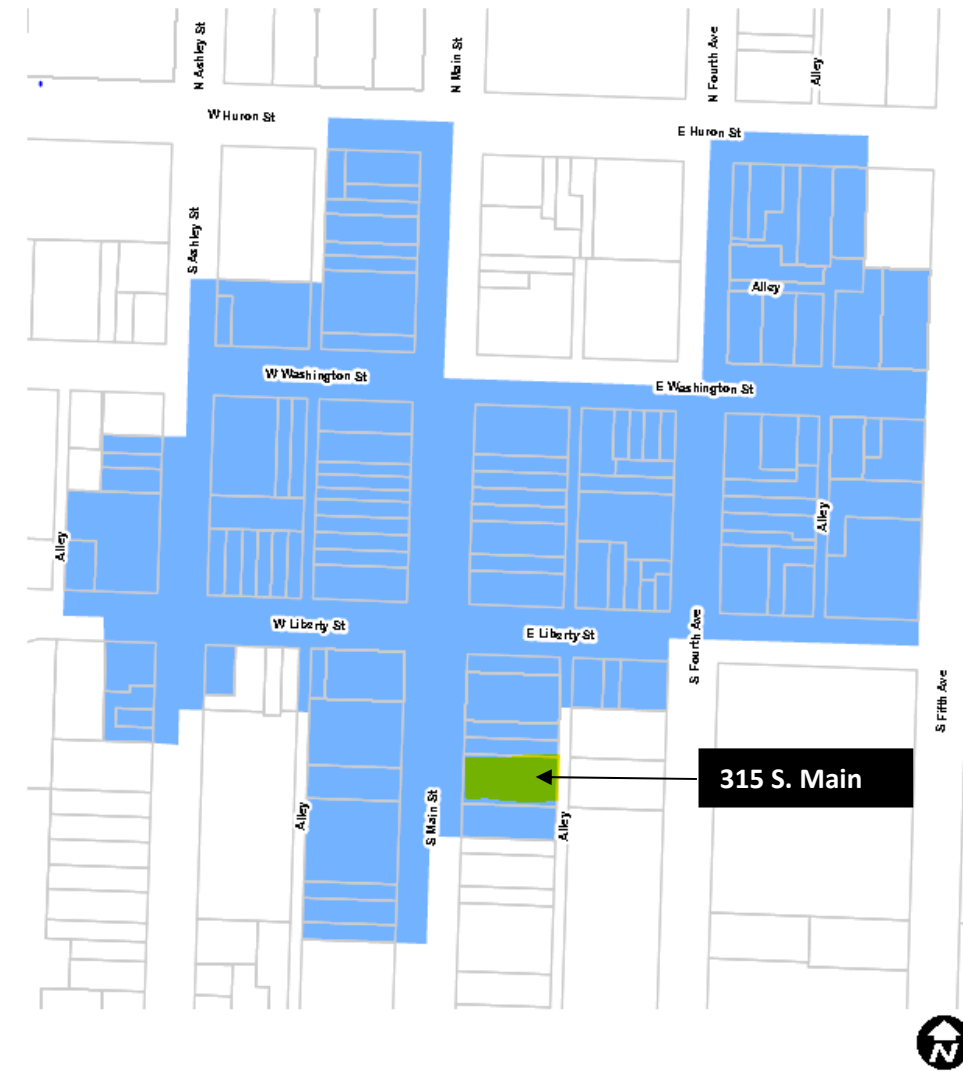 N Ashley St
N Main St
N Fourth Ave
Alley
W Huron St
E Huron St
S Ashley St
Alley
W Washington St
E Washington St
Alley
Alley
W Liberty St
E Liberty St
S Fourth Ave
S Fifth Ave
315 S. Main
Alley
S Main St
Alley
N